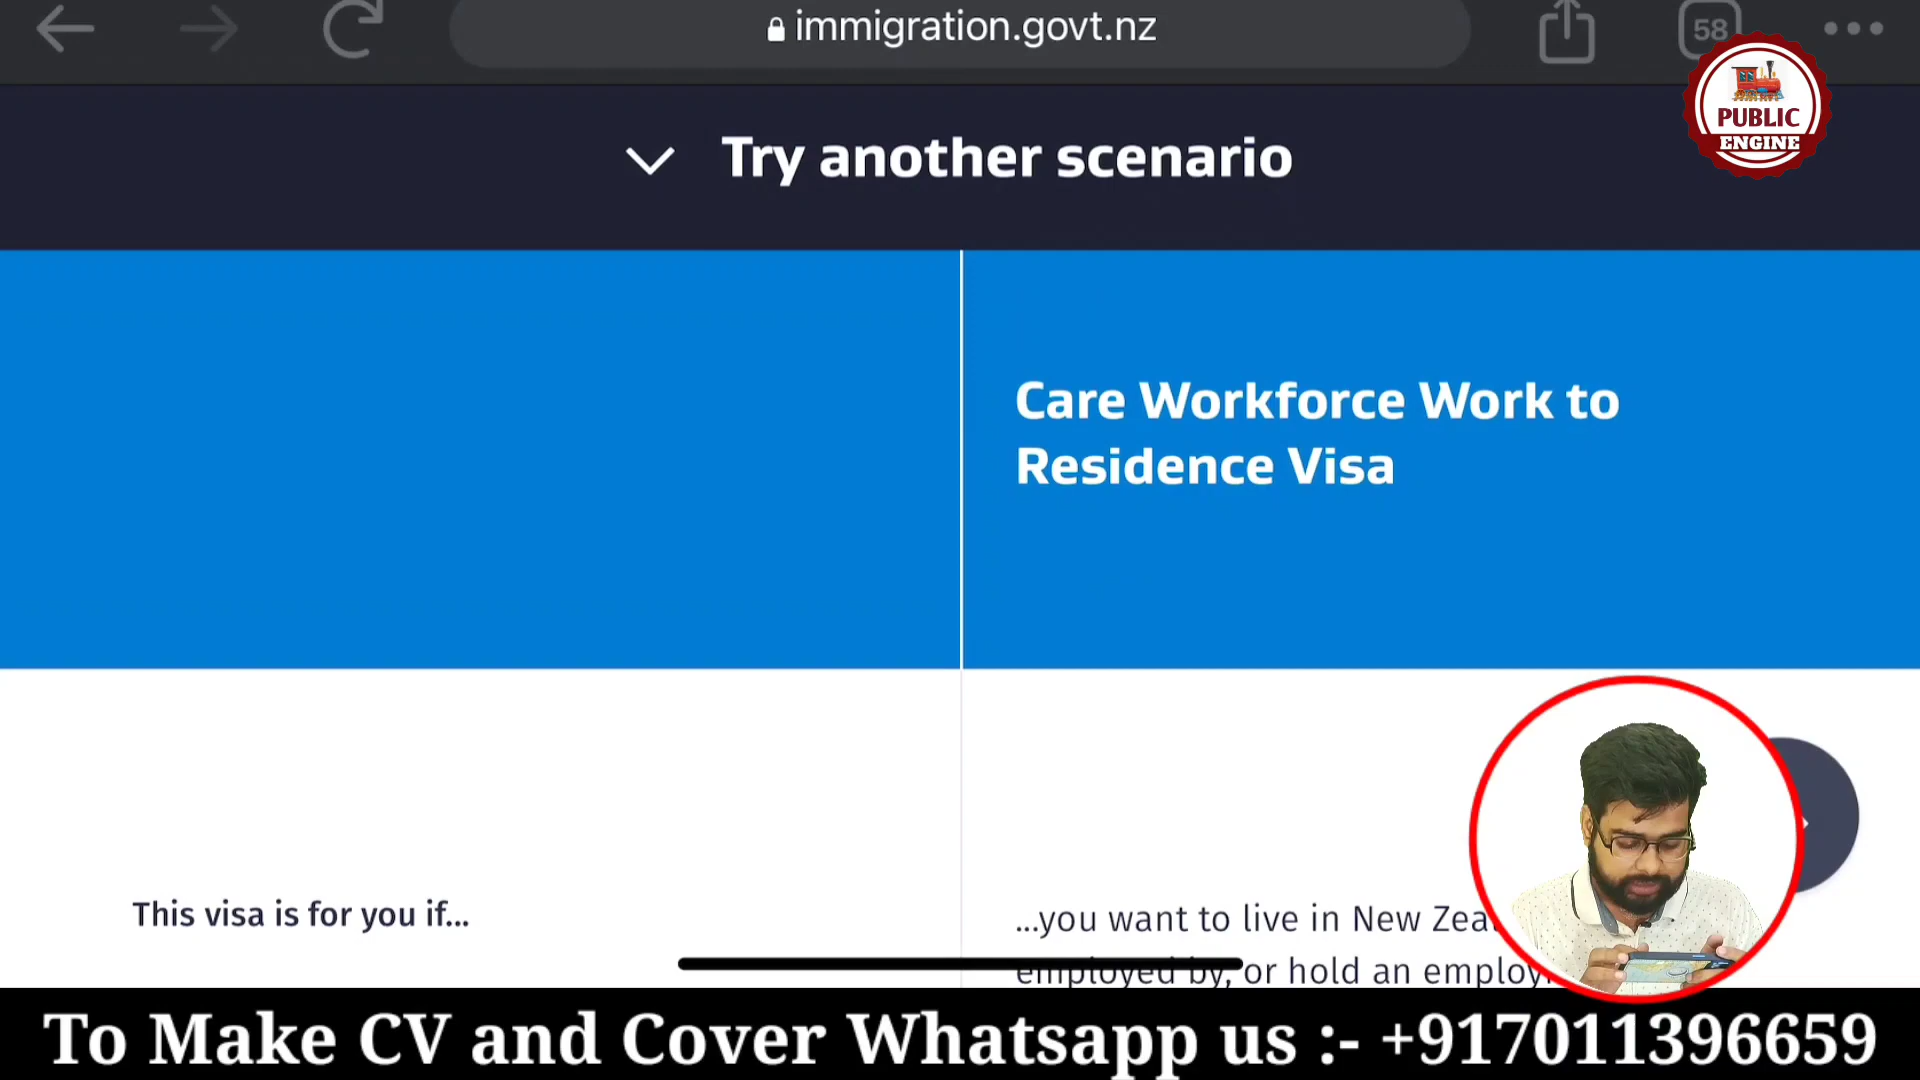 immigration.govt.nz
58
PUBLIC
ENGINE
Try another scenario
Care Workforce Work to
Residence Visa
This visa is for you if...
...you want to live in New Zea
employed by, or hold an employ
To Make CV and Cover Whatsapp us :- +917011396659